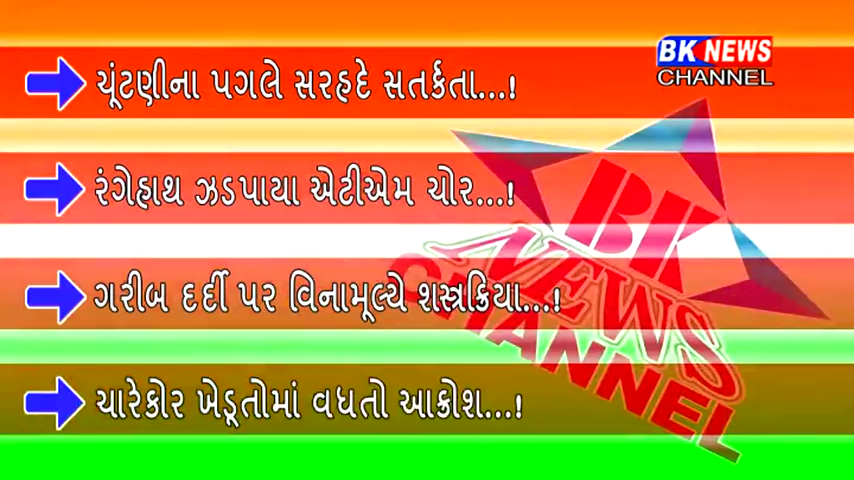 BK NEWS
CHANNEL
ચૂંટણીના પગલે સરહદે સતર્કતા...!
રંગેહાથ ઝડપાયા એટીએમ ચોર...!
ગરીબ દર્દી પર વિનામૂલ્યે શસ્ત્રક્રિયા...!
ચારેકોર ખેડૂતોમાં વધતો આક્રોશ...!
BK
NEWS
CHANNEL